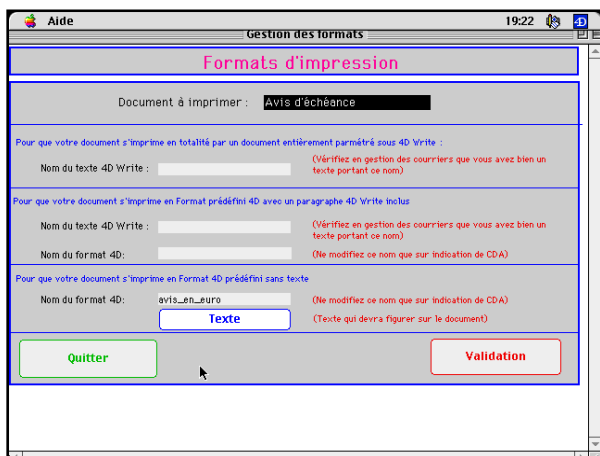 Aide
19:22
4D
Gestion des formats
Formats d'impression
Document à imprimer : Avis d'échéance
Pour que votre document s'imprime en totalité par un document entièrement parmétré sous 4D Write :
Nom du texte 4D Write :
(Vérifiez en gestion des courriers que vous avez bien un
texte portant ce nom)
Pour que votre document s'imprime en Format prédéfini 4D avec un paragraphe 4D Write inclus
Nom du texte 4D Write :
(Vérifiez en gestion des courriers que vous avez bien un
texte portant ce nom)
Nom du format 4D:
(Ne modifiez ce nom que sur indication de CDA)
Pour que votre document s'imprime en Format 4D prédéfini sans texte
Nom du format 4D: avis_en_euro (Ne modifiez ce nom que sur indication de CDA)
Texte (Texte qui devra figurer sur le document)
Quitter
Validation